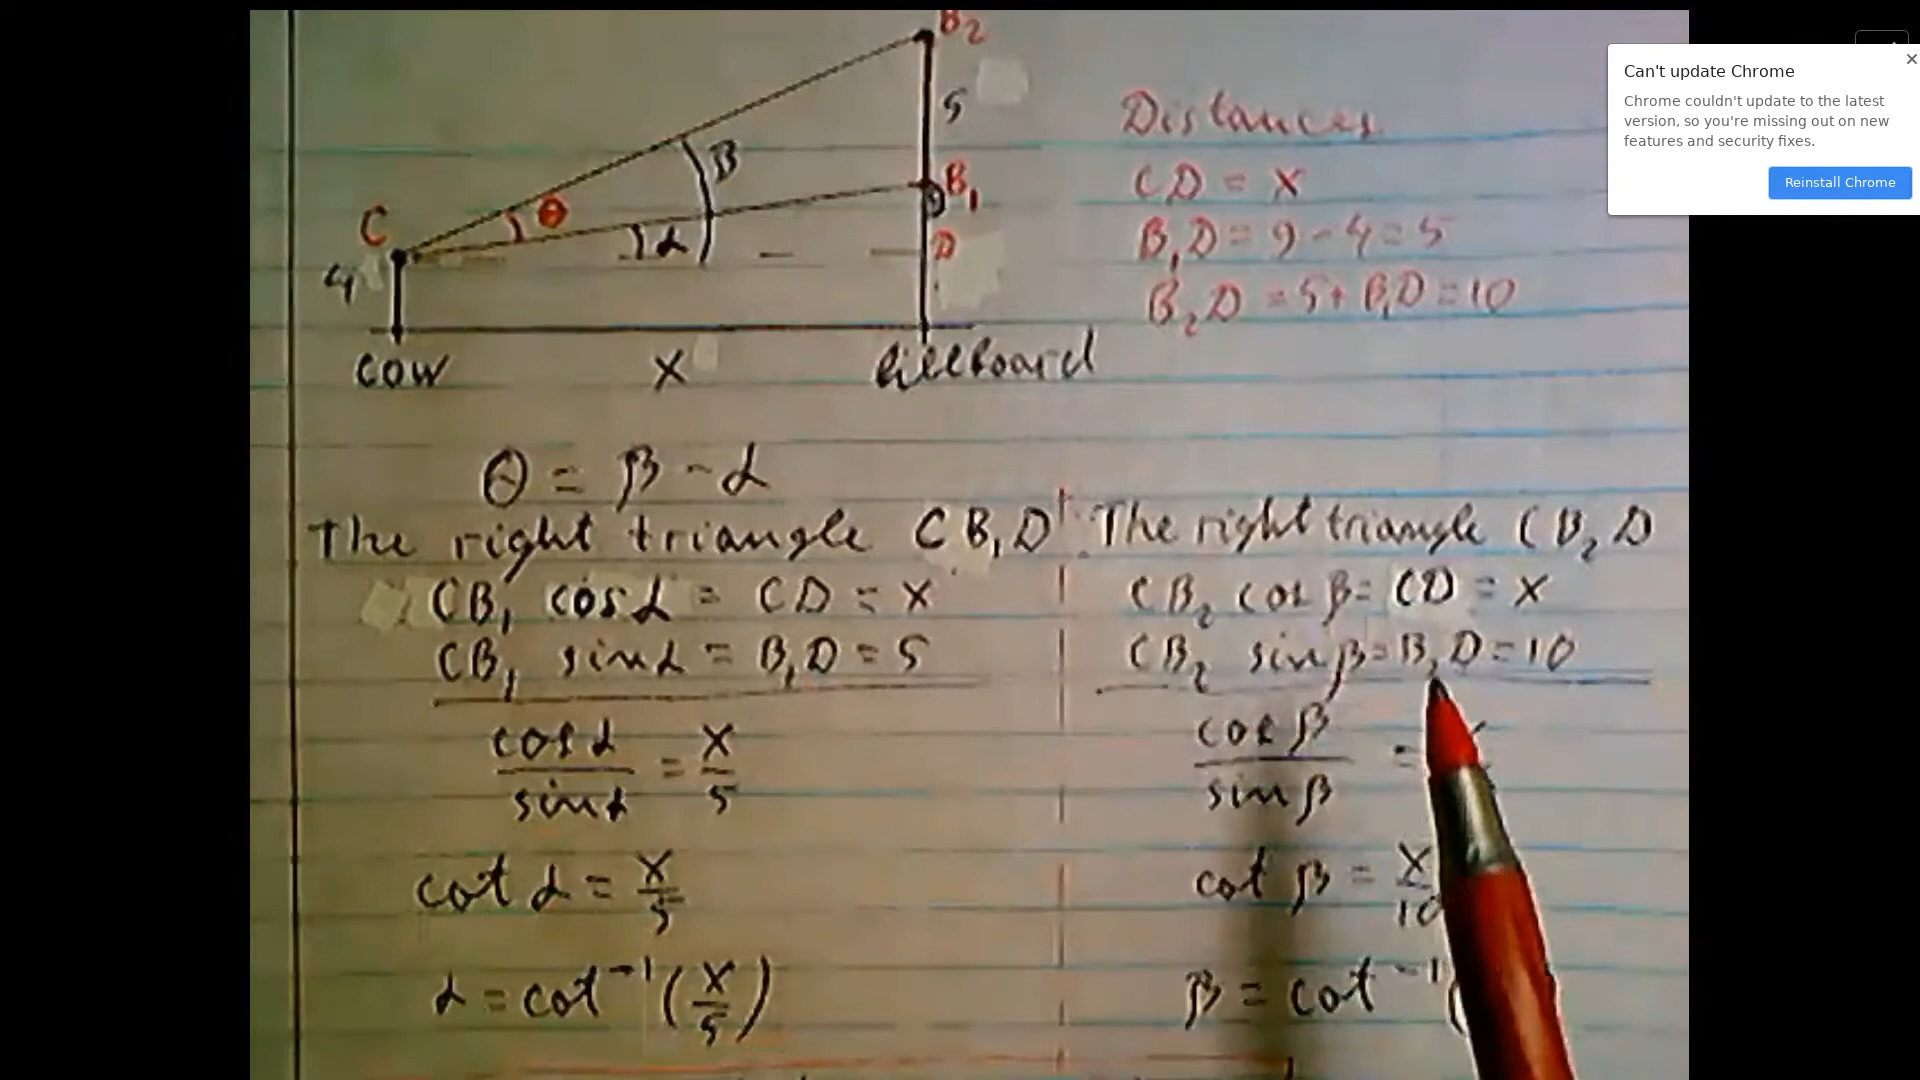 B2
5
B
B1
C
θ
α
D
4
cow
x
billboard
Distances
CD = x
B1D = 9 - 4 = 5
B2D = 5 + B1D = 10
θ = β - α
The right triangle CB1D
CB1 cos α = CD = x
CB1 sin α = B1D = 5
cos α / sin α = x / 5
cot α = x / 5
α = cot⁻¹(x / 5)
The right triangle CB2D
CB2 cos β = CD = x
CB2 sin β = B2D = 10
cos β / sin β =
cot β = x / 10
β = cot⁻¹(
Can't update Chrome
Chrome couldn't update to the latest
version, so you're missing out on new
features and security fixes.
Reinstall Chrome